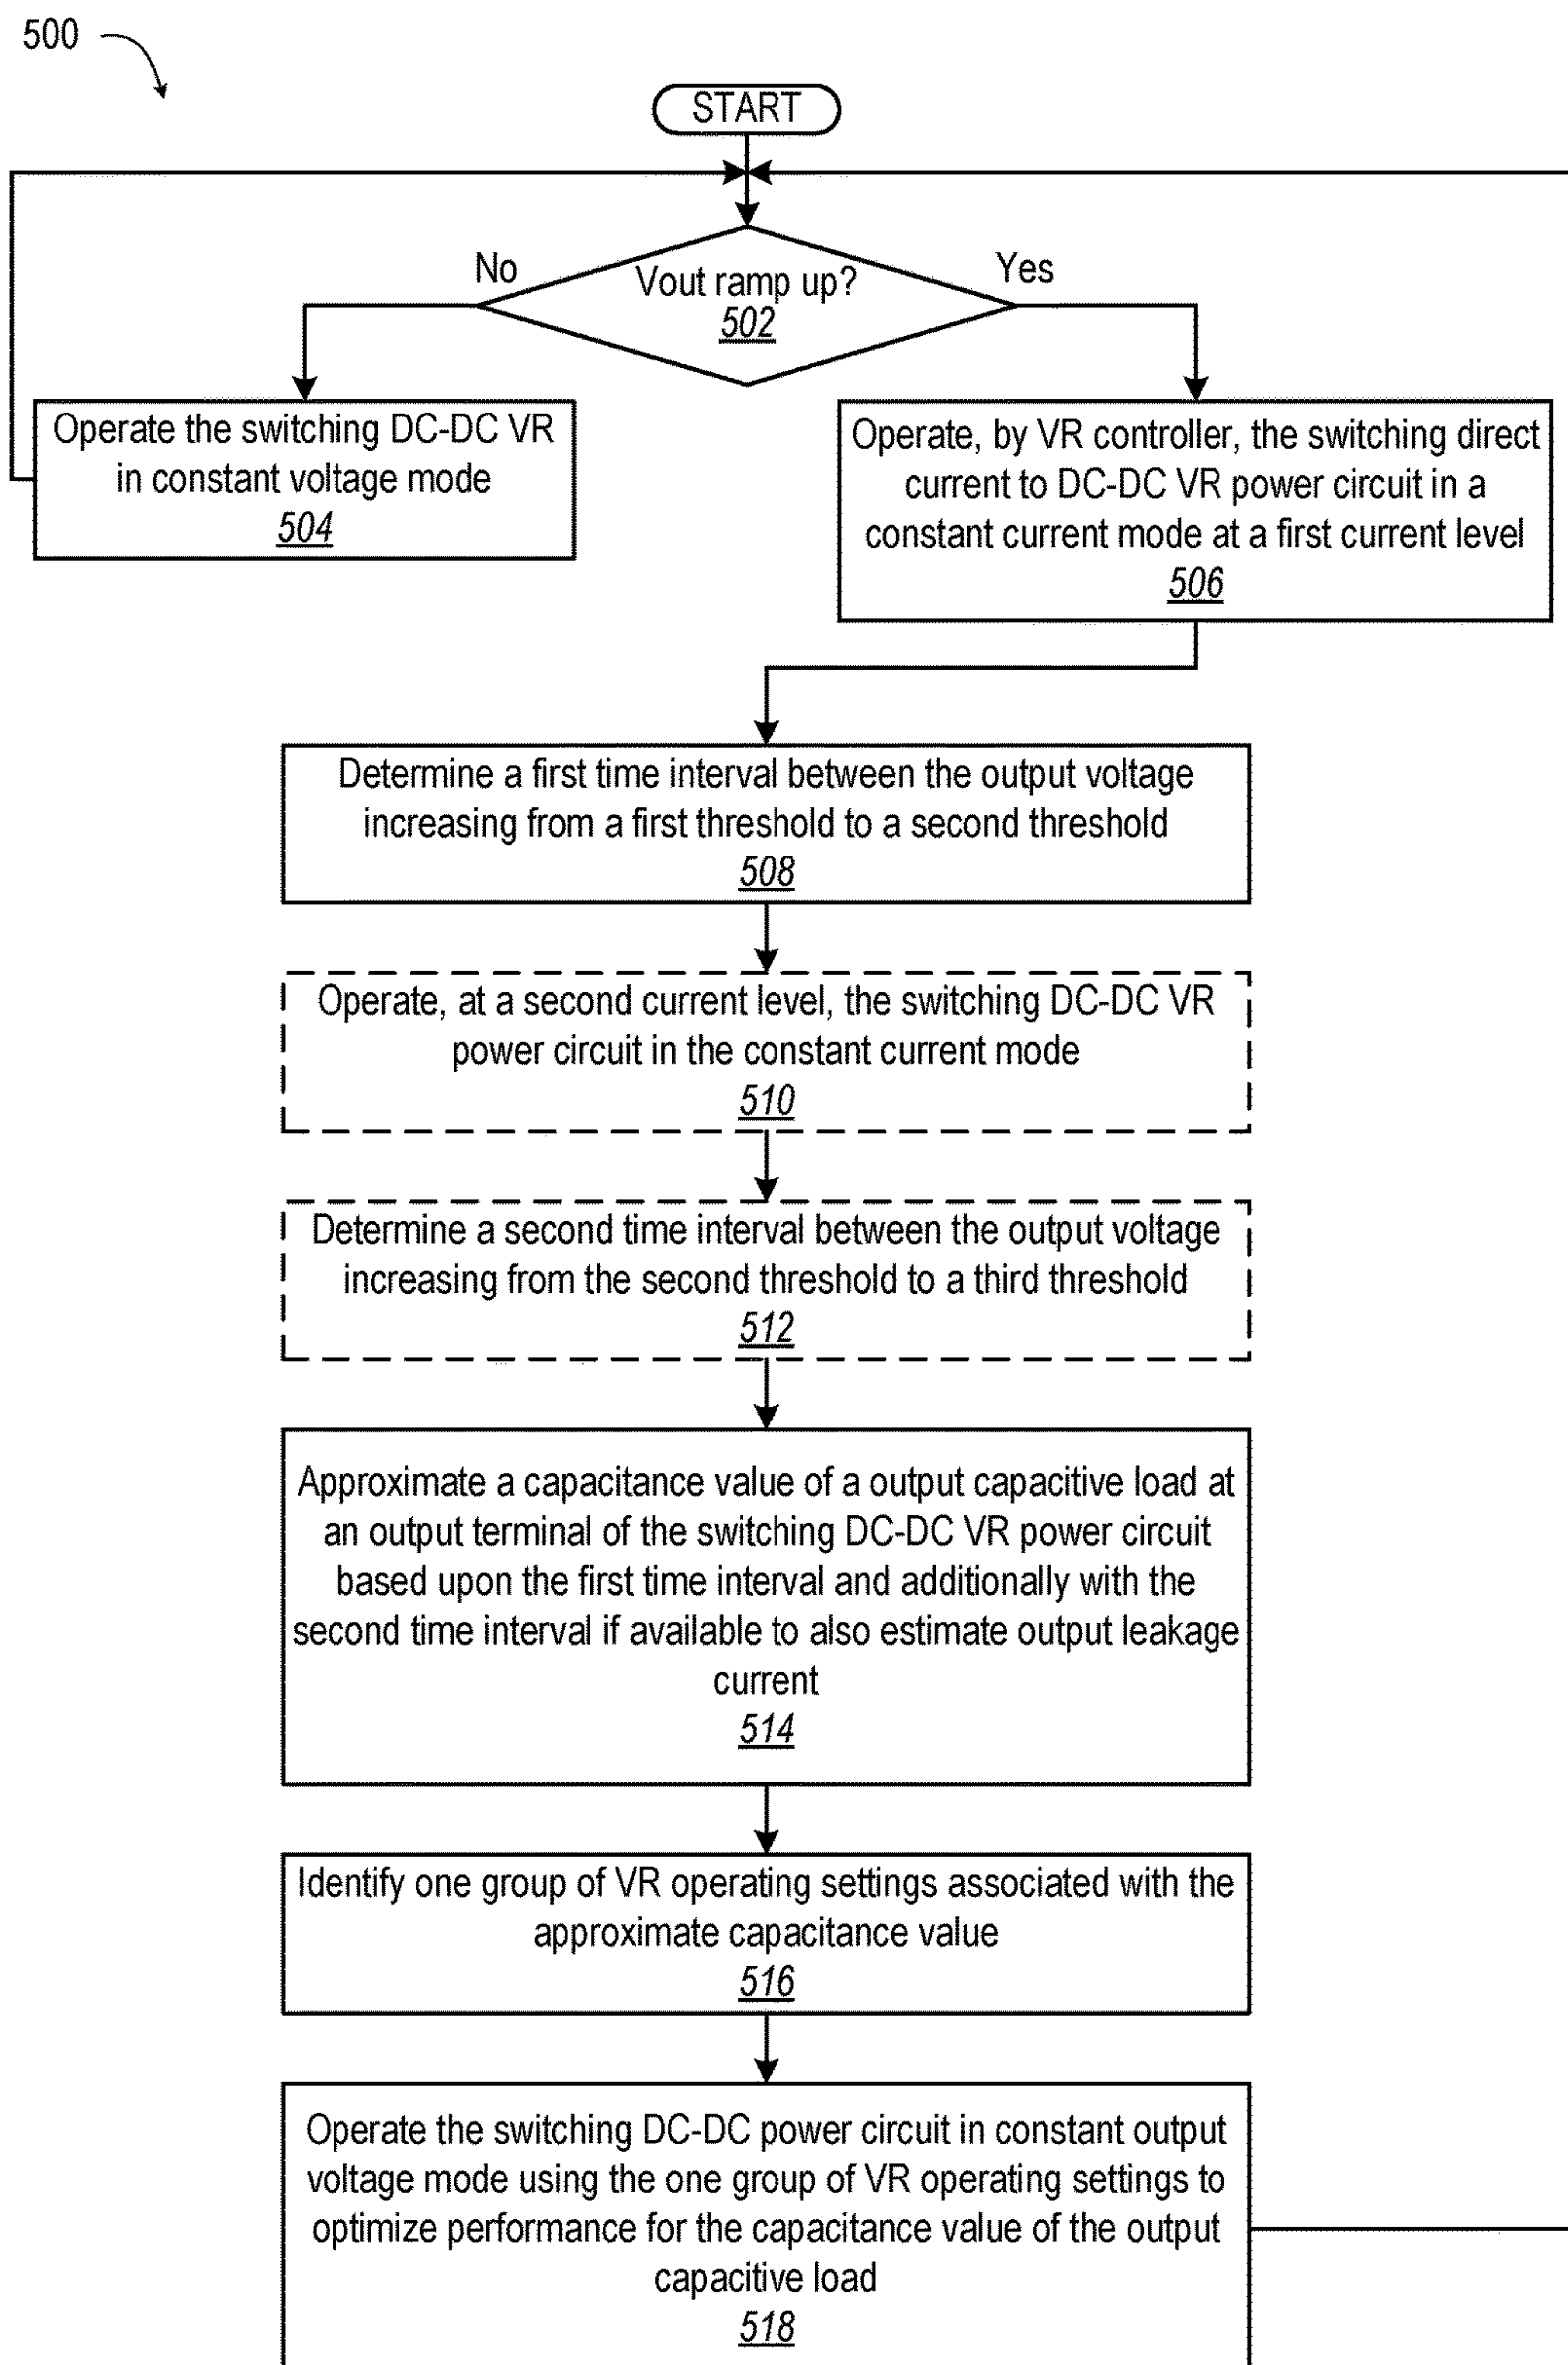 500
START
No
Yes
Vout ramp up?
502
Operate the switching DC-DC VR
in constant voltage mode
504
Operate, by VR controller, the switching direct
current to DC-DC VR power circuit in a
constant current mode at a first current level
506
Determine a first time interval between the output voltage
increasing from a first threshold to a second threshold
508
Operate, at a second current level, the switching DC-DC VR
power circuit in the constant current mode
510
Determine a second time interval between the output voltage
increasing from the second threshold to a third threshold
512
Approximate a capacitance value of a output capacitive load at
an output terminal of the switching DC-DC VR power circuit
based upon the first time interval and additionally with the
second time interval if available to also estimate output leakage
current
514
Identify one group of VR operating settings associated with the
approximate capacitance value
516
Operate the switching DC-DC power circuit in constant output
voltage mode using the one group of VR operating settings to
optimize performance for the capacitance value of the output
capacitive load
518